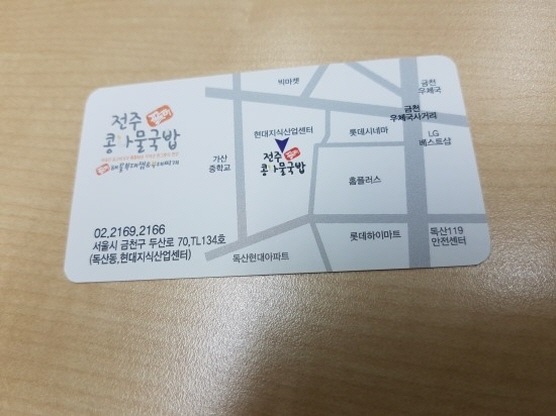 전주
콩나물국밥
02.2169.2166
서울시 금천구 두산로 70,TL134호
(독산동,현대지식산업센터)
빅마켓
금천
우체국
금천
우체국사거리
현대지식산업센터
롯데시네마
LG
베스트샵
가산
중학교
전주
콩나물국밥
홈플러스
롯데하이마트
독산119
안전센터
독산현대아파트